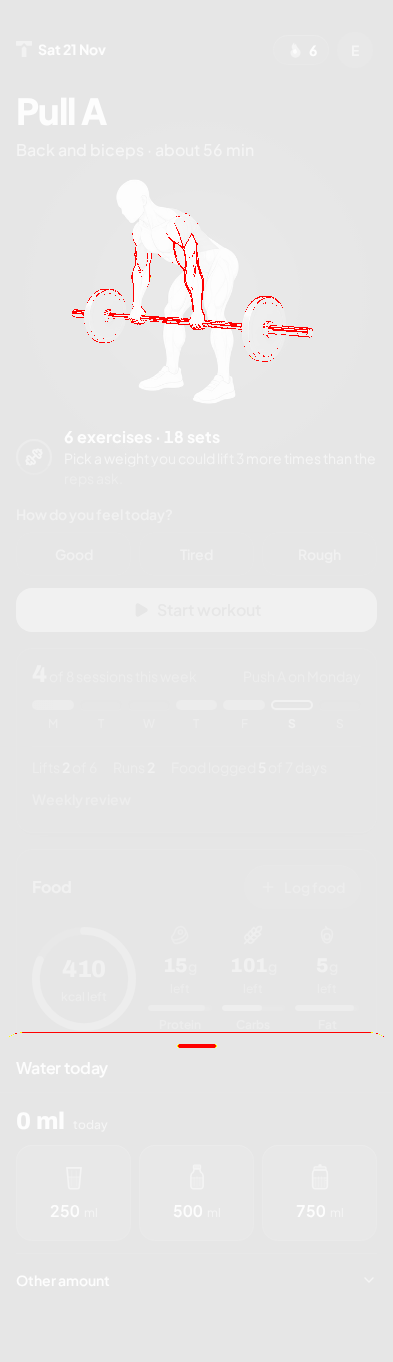 Sat 21 Nov
6
E
Pull A
Back and biceps · about 56 min
6 exercises · 18 sets
Pick a weight you could lift 3 more times than the
reps ask
How do you feel today?
Good Tired Rough
Start workout
4 of 8 sessions this week Push A on Monday
M T W T F S S
Lifts 2 of 6 Runs 2 Food logged 5 of 7 days
Weekly review
Food
+ Log food
410
kcal left
15g 101g 5g
left left left
Protein Carbs Fat
Water today
0 ml today
250 ml 500 ml 750 ml
Other amount